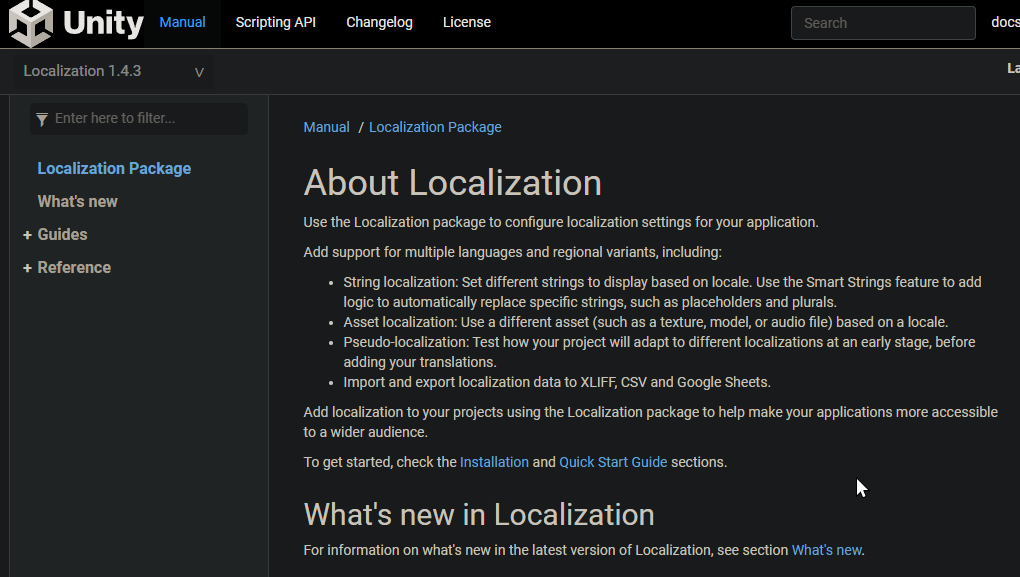 Unity Manual Scripting API Changelog License Search docs
Localization 1.4.3 V
Enter here to filter...
Localization Package
What's new
+ Guides
+ Reference
Manual / Localization Package
About Localization
Use the Localization package to configure localization settings for your application.
Add support for multiple languages and regional variants, including:
• String localization: Set different strings to display based on locale. Use the Smart Strings feature to add
logic to automatically replace specific strings, such as placeholders and plurals.
• Asset localization: Use a different asset (such as a texture, model, or audio file) based on a locale.
• Pseudo-localization: Test how your project will adapt to different localizations at an early stage, before
adding your translations.
• Import and export localization data to XLIFF, CSV and Google Sheets.
Add localization to your projects using the Localization package to help make your applications more accessible
to a wider audience.
To get started, check the Installation and Quick Start Guide sections.
What's new in Localization
For information on what's new in the latest version of Localization, see section What's new.